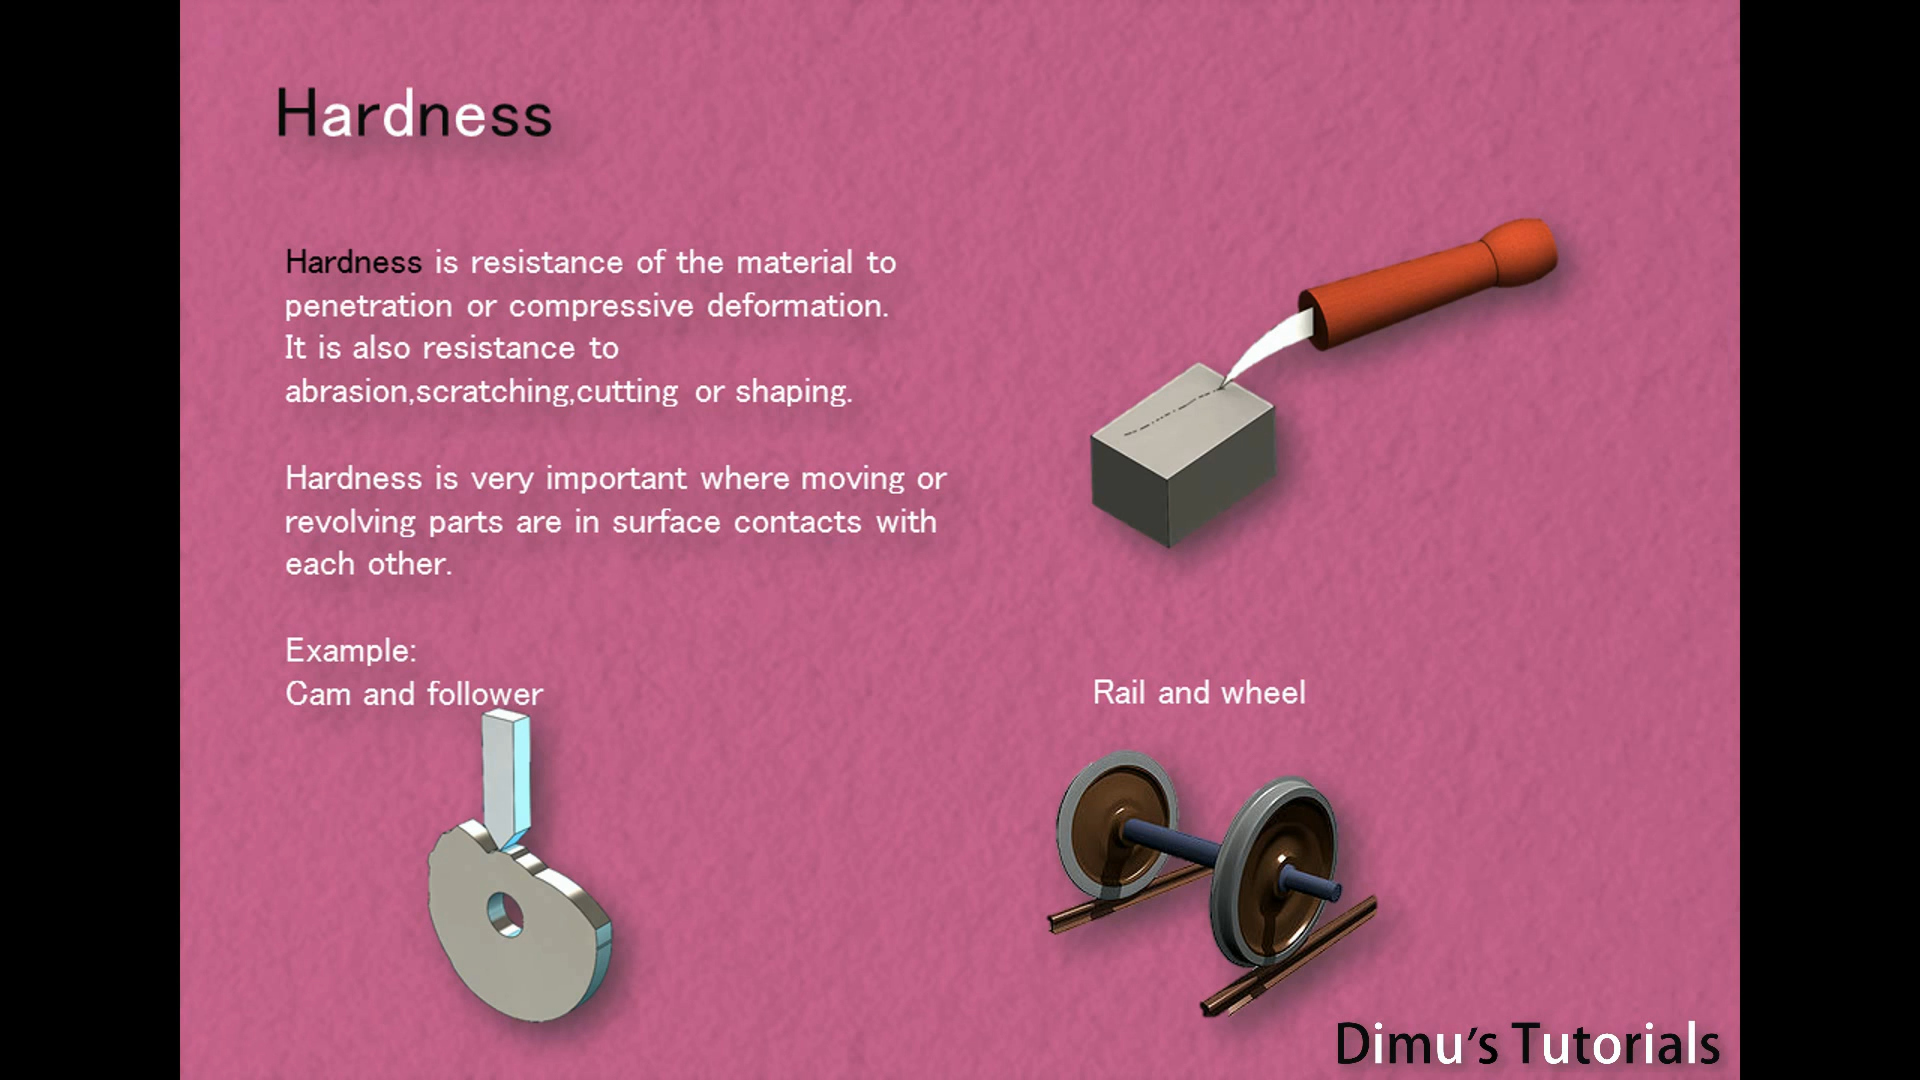 Hardness
Hardness is resistance of the material to
penetration or compressive deformation.
It is also resistance to
abrasion,scratching,cutting or shaping.
Hardness is very important where moving or
revolving parts are in surface contacts with
each other.
Example:
Cam and follower
Rail and wheel
Dimu's Tutorials